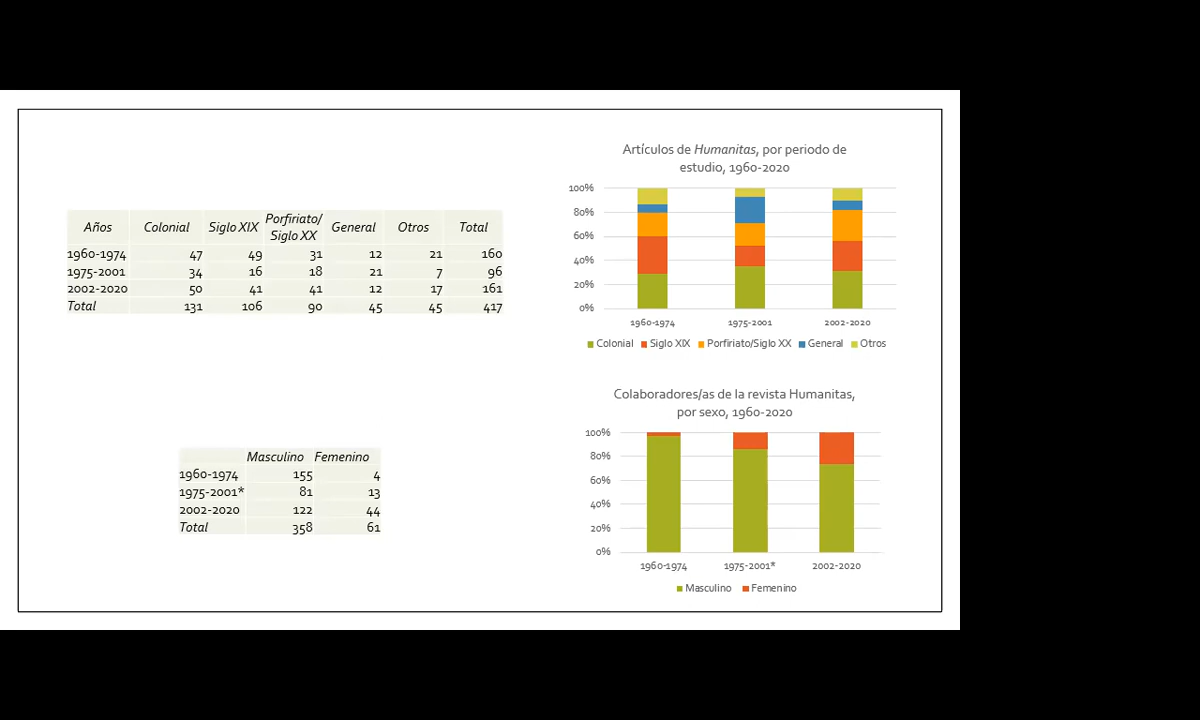 Años Colonial Siglo XIX Porfiriato/ Siglo XX General Otros Total
1960-1974 47 49 31 12 21 160
1975-2001 34 16 18 21 7 96
2002-2020 50 41 41 12 17 161
Total 131 106 90 45 45 417
Artículos de Humanitas, por periodo de
estudio, 1960-2020
100%
80%
60%
40%
20%
0%
1960-1974 1975-2001 2002-2020
Colonial Siglo XIX Porfiriato/Siglo XX General Otros
Masculino Femenino
1960-1974 155 4
1975-2001* 81 13
2002-2020 122 44
Total 358 61
Colaboradores/as de la revista Humanitas,
por sexo, 1960-2020
100%
80%
60%
40%
20%
0%
1960-1974 1975-2001* 2002-2020
Masculino Femenino